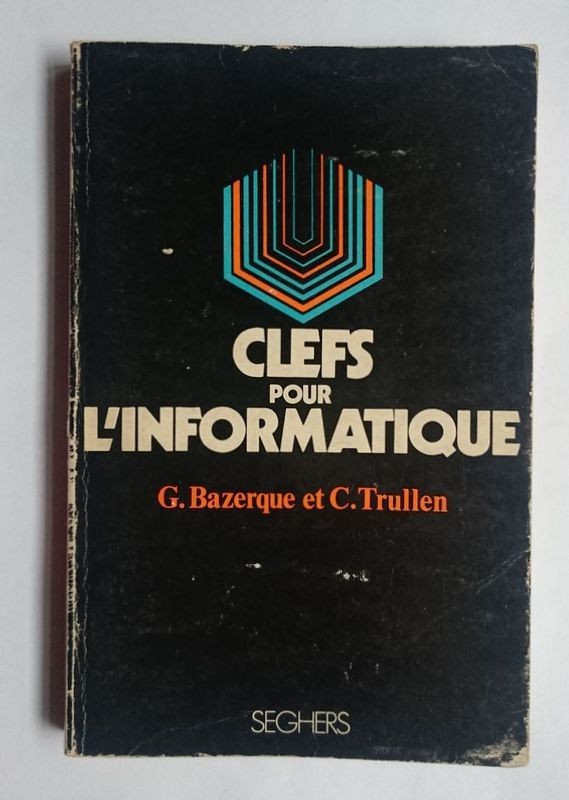 CLEFS
POUR
L'INFORMATIQUE
G. Bazerque et C. Trullen
SEGHERS